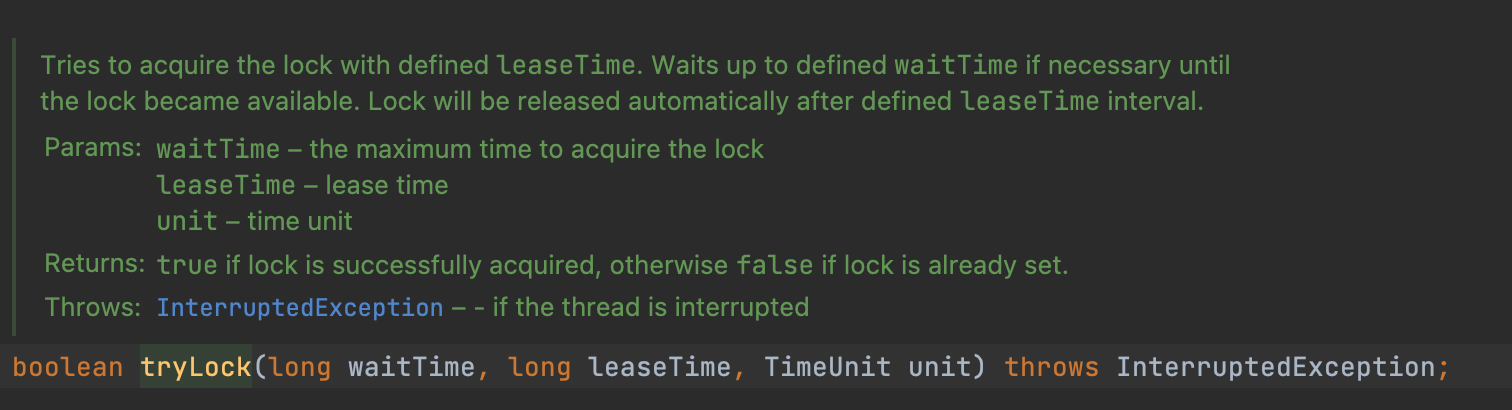 Tries to acquire the lock with defined leaseTime. Waits up to defined waitTime if necessary until
the lock became available. Lock will be released automatically after defined leaseTime interval.
Params: waitTime – the maximum time to acquire the lock
leaseTime – lease time
unit – time unit
Returns: true if lock is successfully acquired, otherwise false if lock is already set.
Throws: InterruptedException – - if the thread is interrupted
boolean tryLock(long waitTime, long leaseTime, TimeUnit unit) throws InterruptedException;